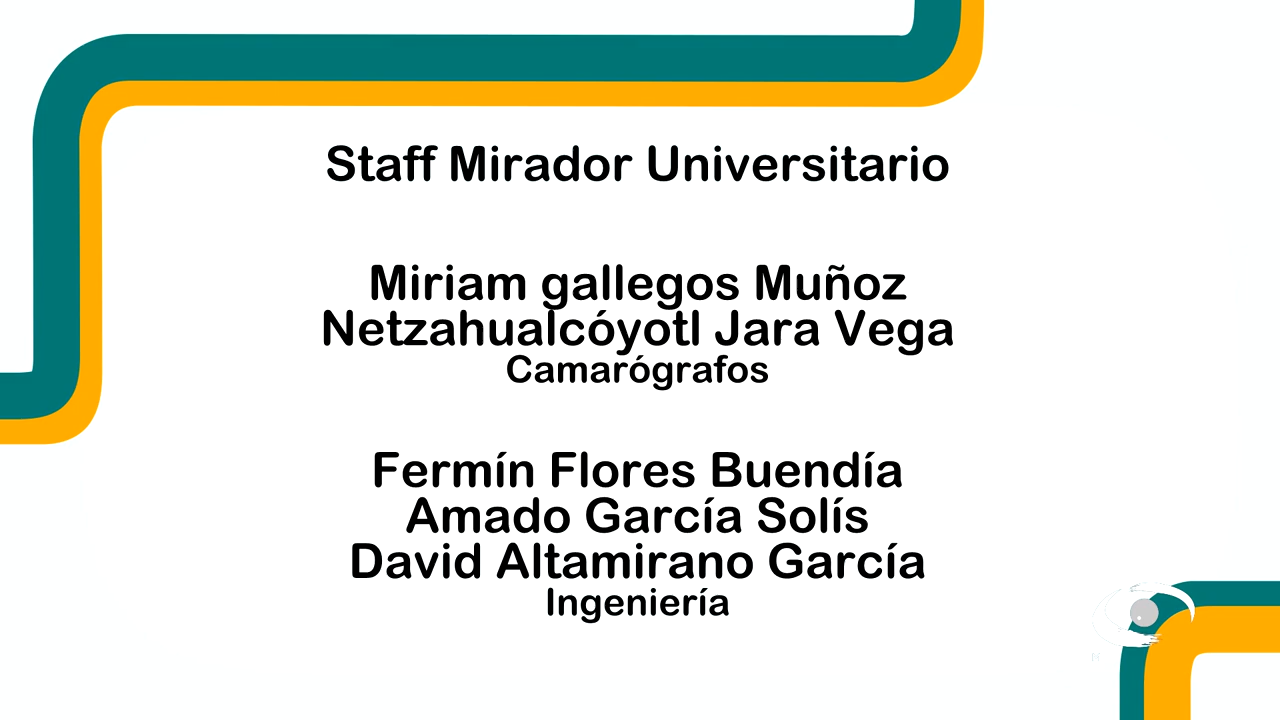 Staff Mirador Universitario
Miriam gallegos Muñoz
Netzahualcóyotl Jara Vega
Camarógrafos
Fermín Flores Buendía
Amado García Solís
David Altamirano García
Ingeniería